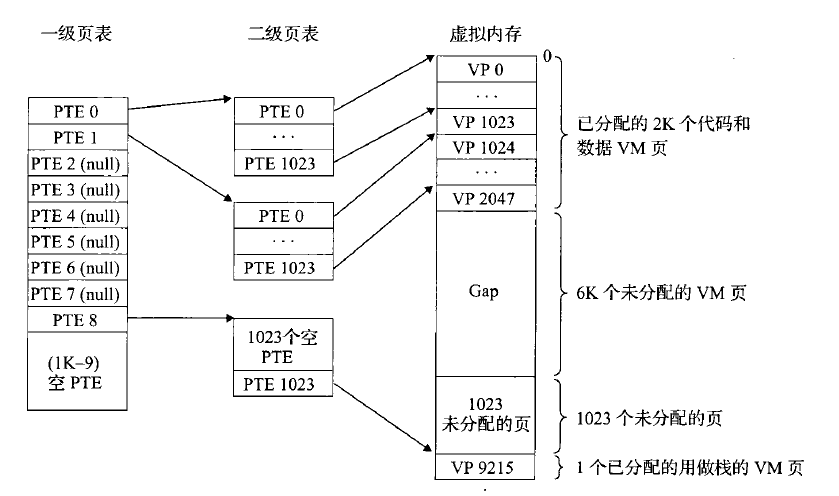 一级页表
二级页表
虚拟内存
PTE 0
PTE 1
PTE 2 (null)
PTE 3 (null)
PTE 4 (null)
PTE 5 (null)
PTE 6 (null)
PTE 7 (null)
PTE 8
(1K–9)
空 PTE
PTE 0
···
PTE 1023
PTE 0
···
PTE 1023
1023个空
PTE
PTE 1023
0
VP 0
···
VP 1023
VP 1024
···
VP 2047
Gap
1023
未分配的页
VP 9215
已分配的 2K 个代码和
数据 VM 页
6K 个未分配的 VM 页
1023 个未分配的页
1 个已分配的用做栈的 VM 页